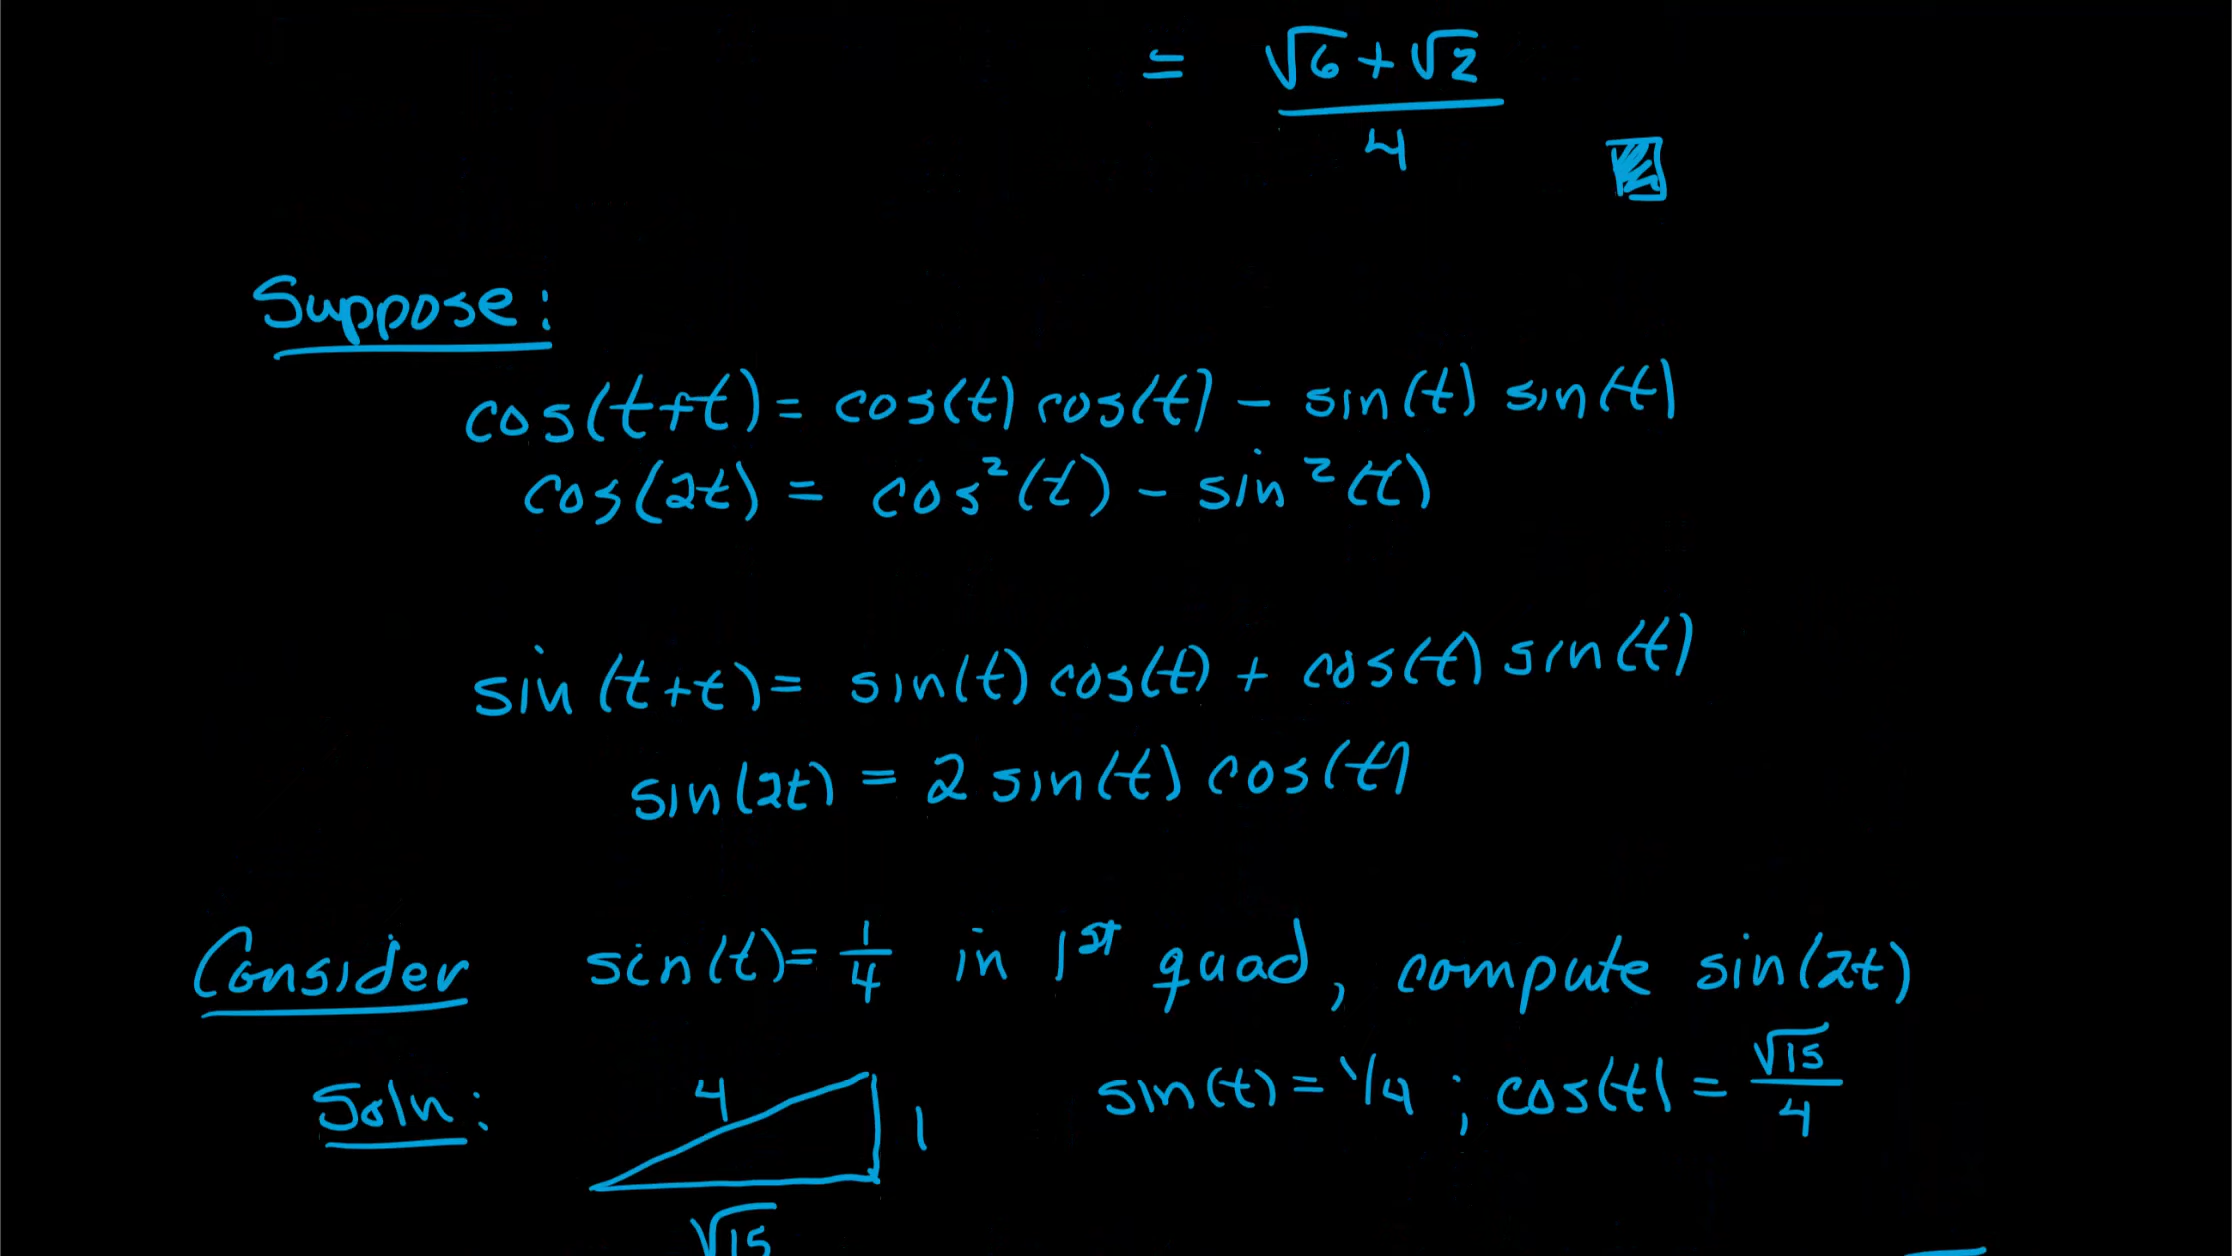 = (√6 + √2)/4
Suppose:
cos(t+t) = cos(t) cos(t) - sin(t) sin(t)
cos(2t) = cos²(t) - sin²(t)
sin(t+t) = sin(t) cos(t) + cos(t) sin(t)
sin(2t) = 2 sin(t) cos(t)
Consider sin(t) = 1/4 in 1st quad, compute sin(2t)
Soln: 4 1 sin(t) = 1/4 ; cos(t) = √15/4
√15